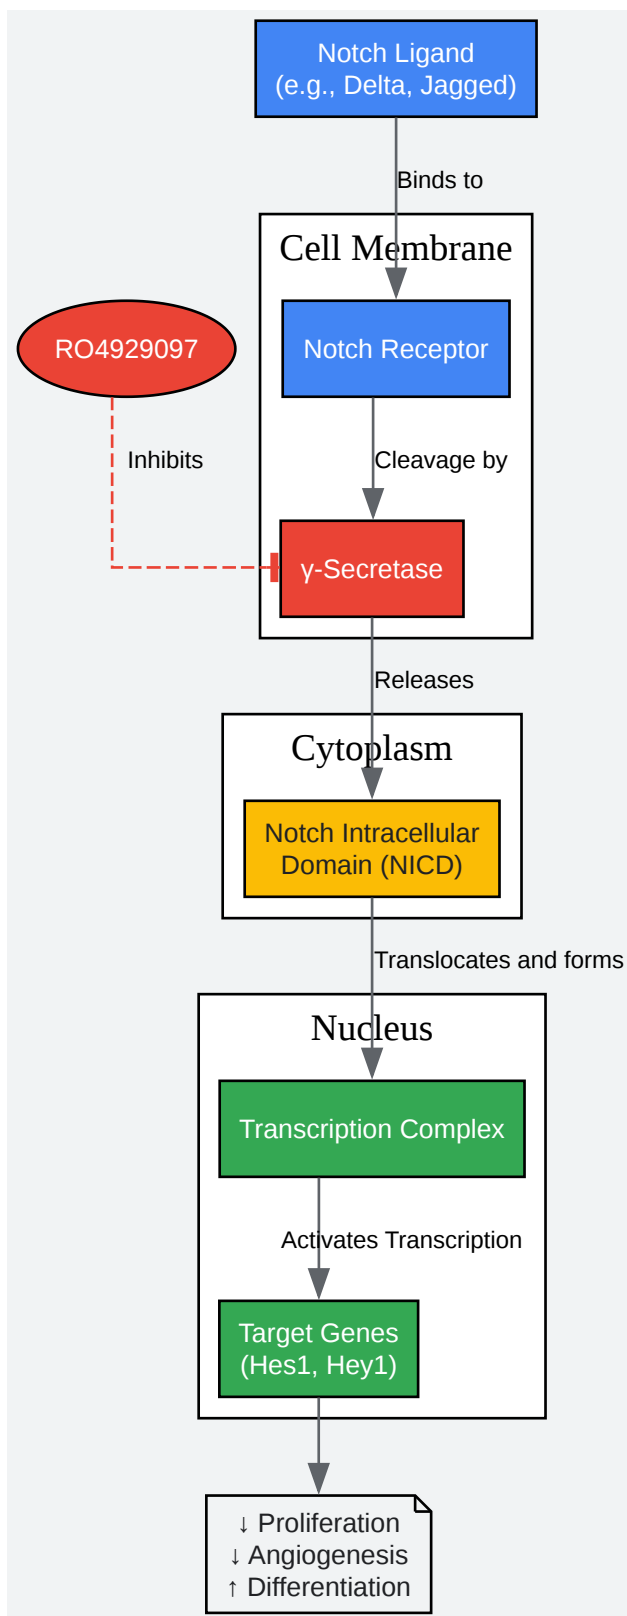 Notch Ligand
(e.g., Delta, Jagged)
Binds to
Cell Membrane
RO4929097
Notch Receptor
Inhibits
Cleavage by
γ-Secretase
Releases
Cytoplasm
Notch Intracellular
Domain (NICD)
Translocates and forms
Nucleus
Transcription Complex
Activates Transcription
Target Genes
(Hes1, Hey1)
↓ Proliferation
↓ Angiogenesis
↑ Differentiation